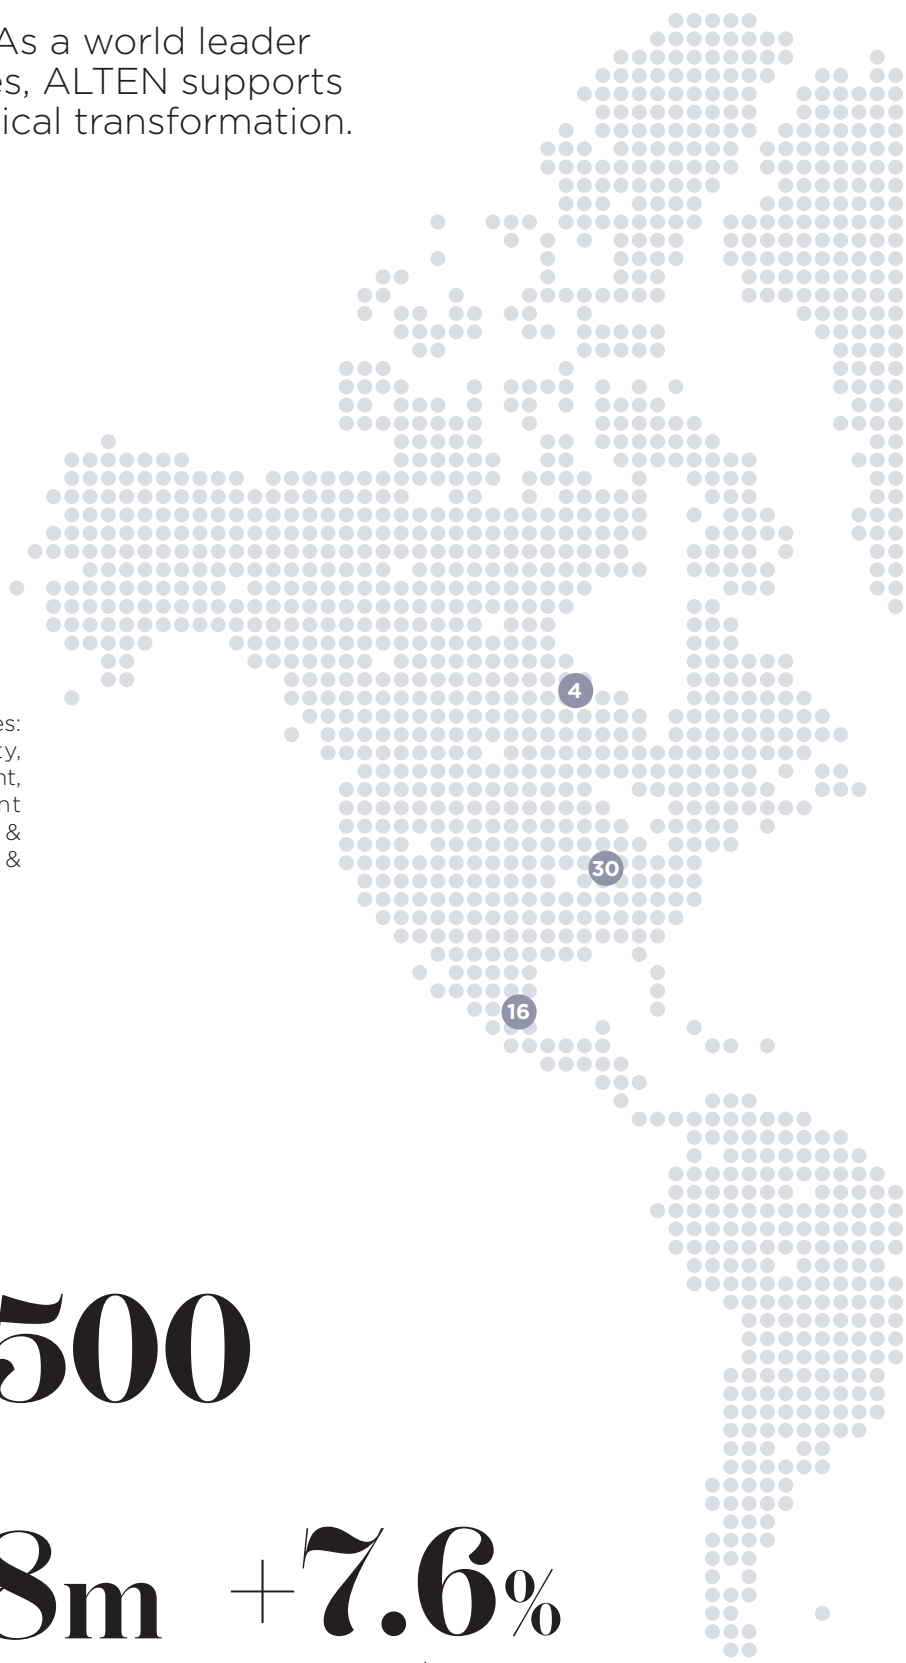 As a world leader
es, ALTEN supports
ical transformation.
4
es:
ty,
nt,
nt
&
&
30
16
500
8m +7.6%